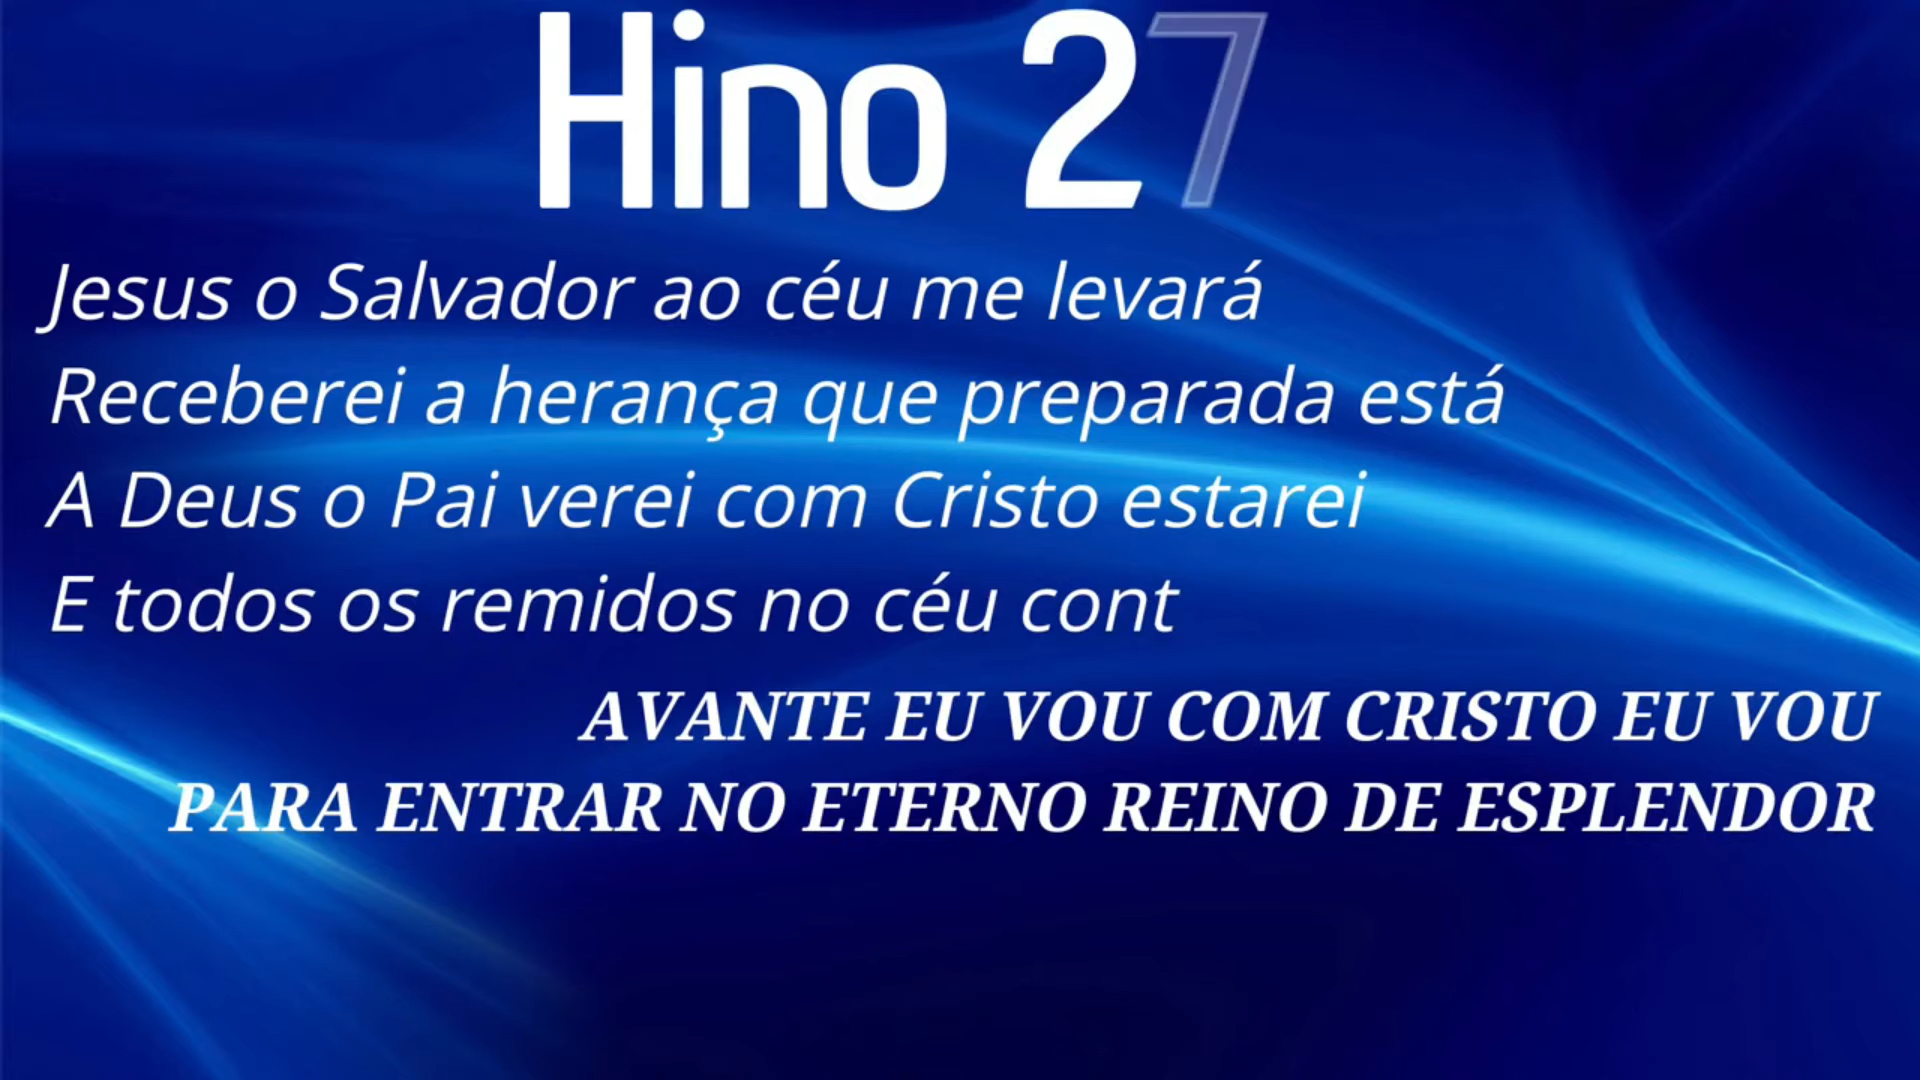 Hino 27
Jesus o Salvador ao céu me levará
Receberei a herança que preparada está
A Deus o Pai verei com Cristo estarei
E todos os remidos no céu cont
AVANTE EU VOU COM CRISTO EU VOU
PARA ENTRAR NO ETERNO REINO DE ESPLENDOR